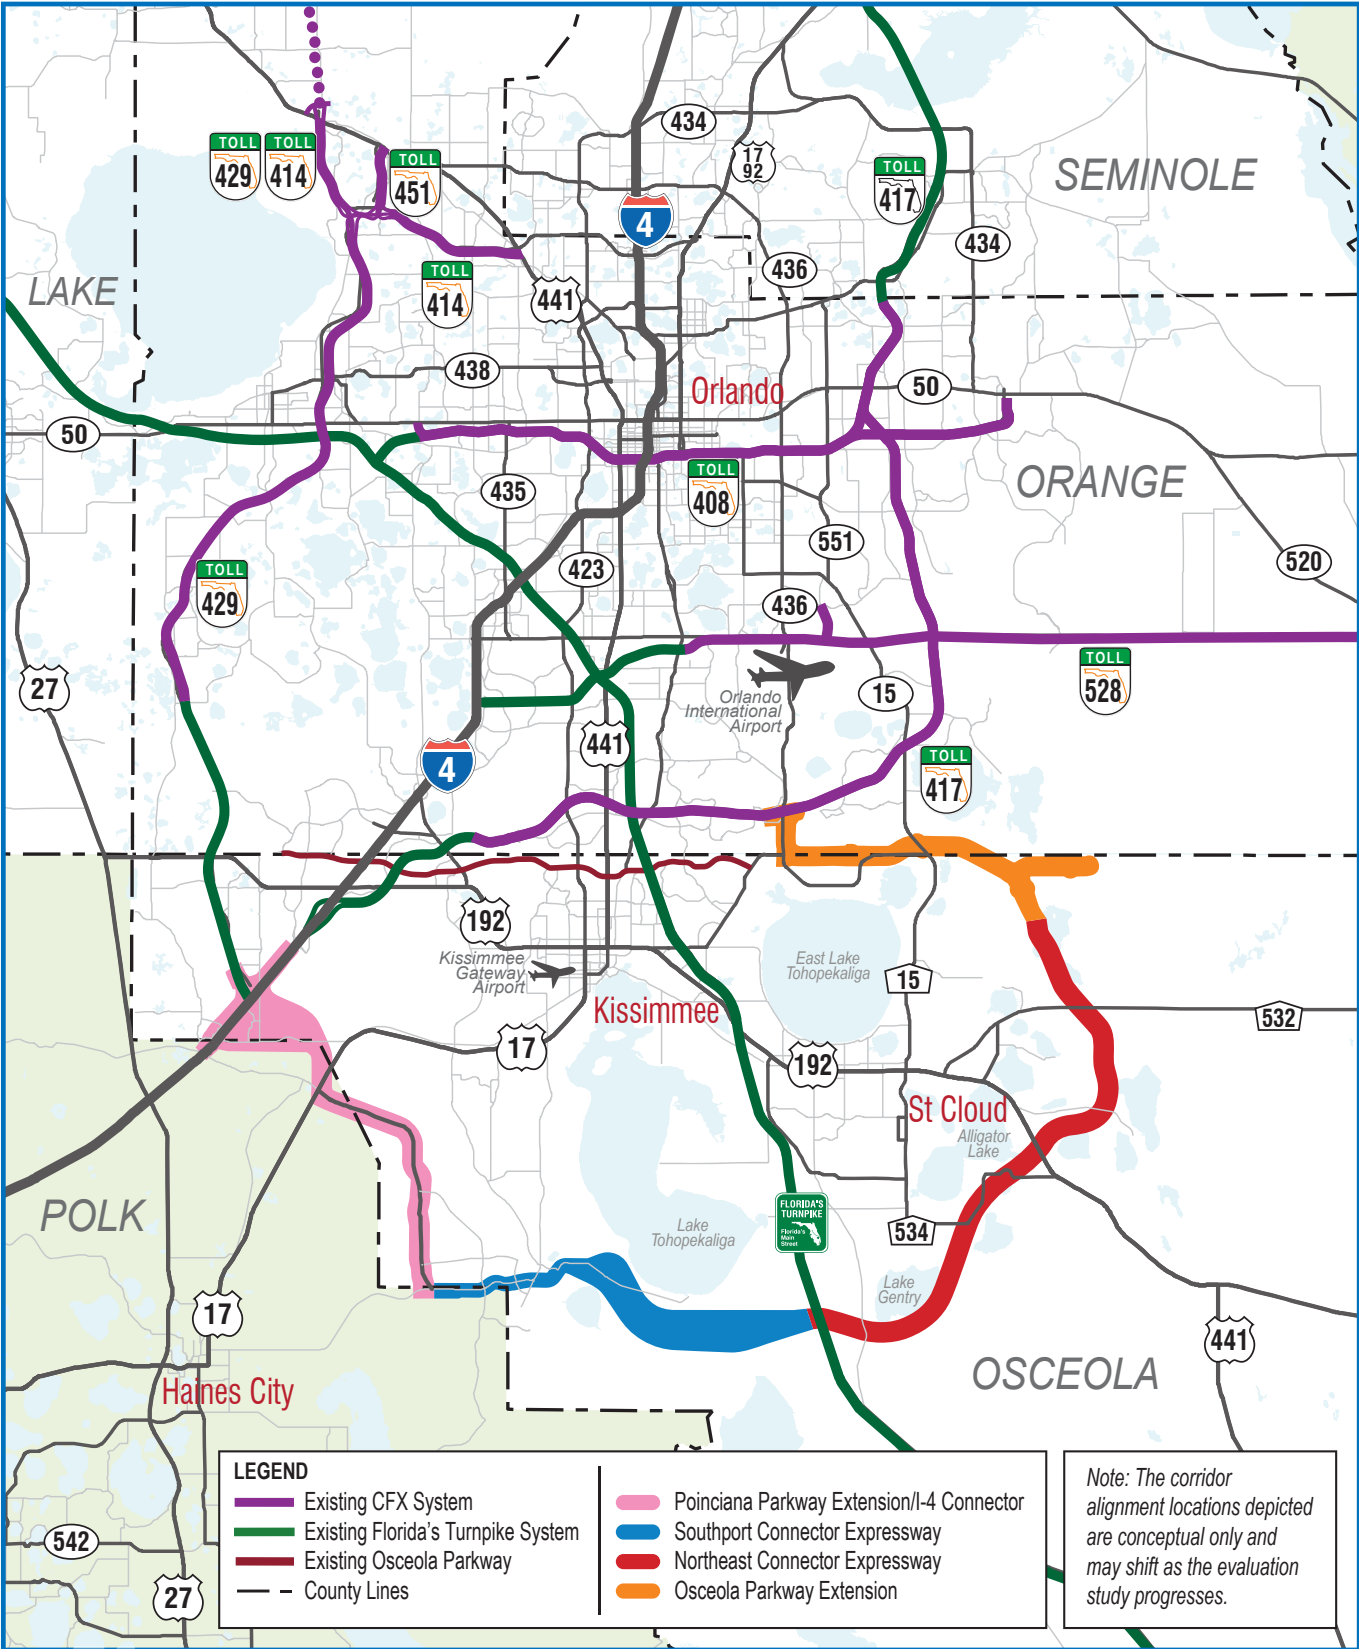 434
17
92
TOLL
429
TOLL
414
TOLL
451
TOLL
417
SEMINOLE
4
434
436
LAKE
TOLL
414
441
438
Orlando
50
50
435
TOLL
408
ORANGE
551
423
520
TOLL
429
436
27
TOLL
528
Orlando
International
Airport
15
441
4
TOLL
417
192
Kissimmee
Gateway
Airport
East Lake
Tohopekaliga
15
Kissimmee
532
17
192
St Cloud
Alligator
Lake
POLK
FLORIDA'S
TURNPIKE
Florida's
Main
Street
Lake
Tohopekaliga
534
Lake
Gentry
17
441
OSCEOLA
Haines City
542
27
LEGEND
Existing CFX System
Existing Florida's Turnpike System
Existing Osceola Parkway
County Lines
Poinciana Parkway Extension/I-4 Connector
Southport Connector Expressway
Northeast Connector Expressway
Osceola Parkway Extension
Note: The corridor
alignment locations depicted
are conceptual only and
may shift as the evaluation
study progresses.